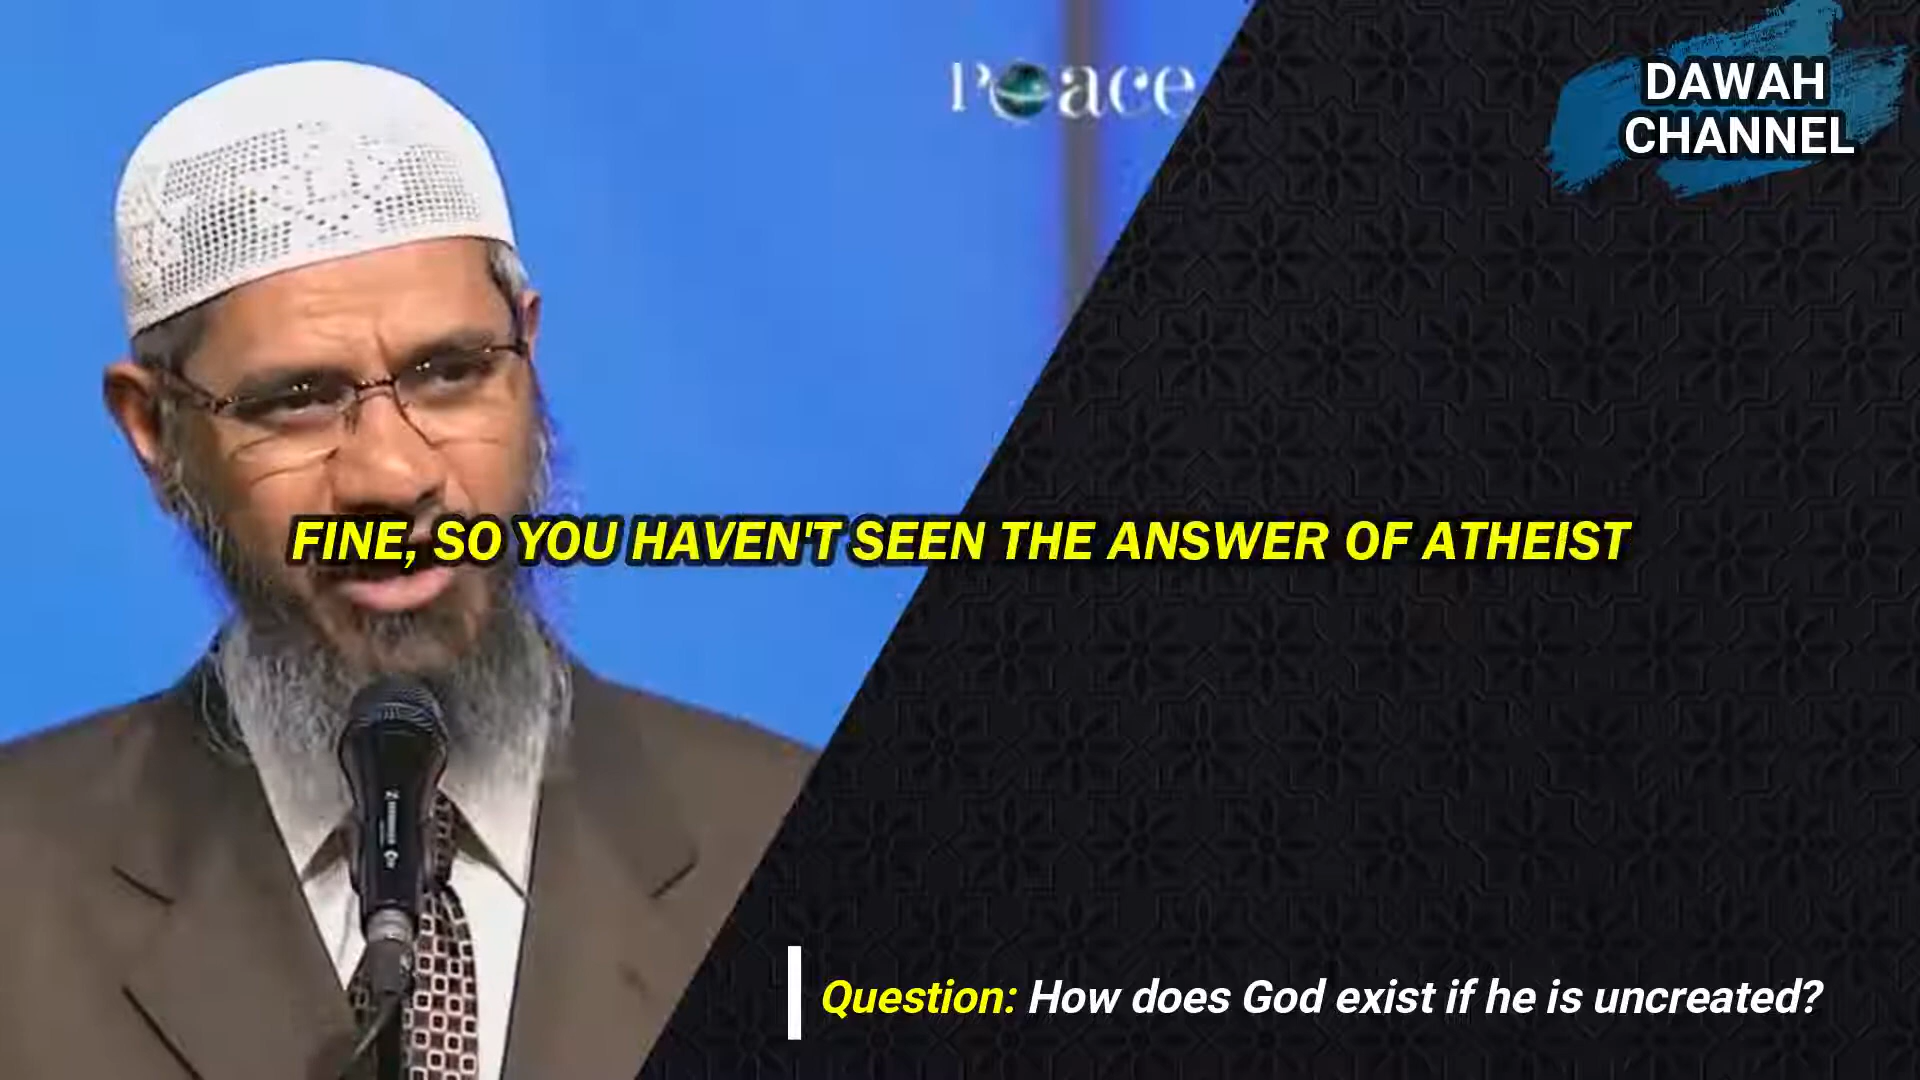 Peace
DAWAH
CHANNEL
FINE, SO YOU HAVEN'T SEEN THE ANSWER OF ATHEIST
Question: How does God exist if he is uncreated?